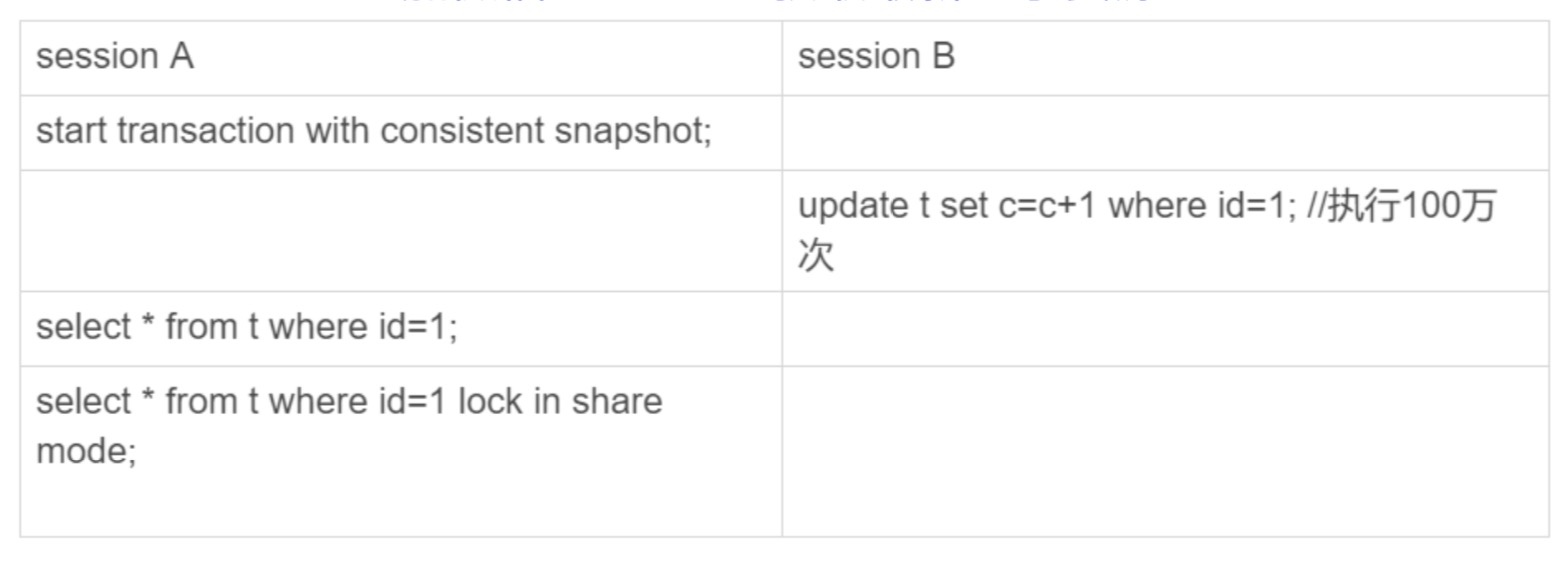 session A
session B
start transaction with consistent snapshot;
update t set c=c+1 where id=1; //执行100万
次
select * from t where id=1;
select * from t where id=1 lock in share
mode;